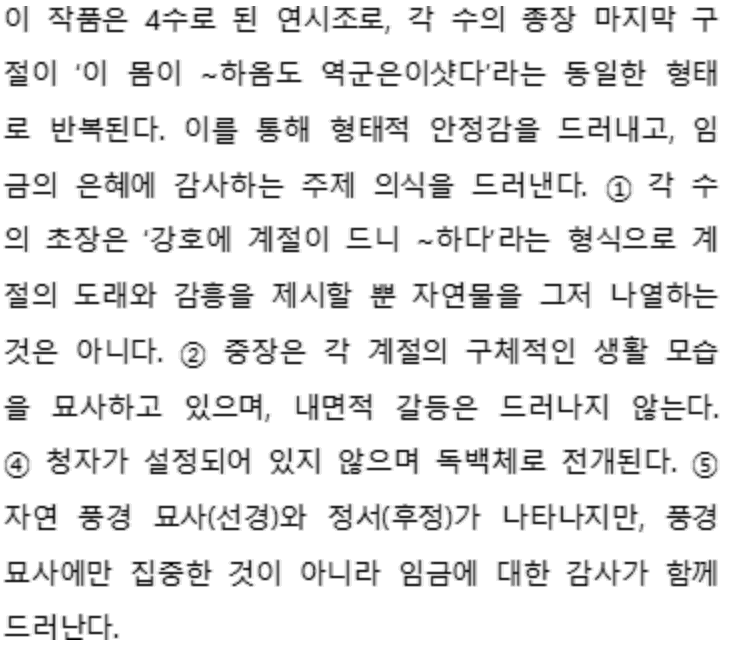 이 작품은 4수로 된 연시조로, 각 수의 종장 마지막 구
절이 '이 몸이 ~하옴도 역군은이샷다'라는 동일한 형태
로 반복된다. 이를 통해 형태적 안정감을 드러내고, 임
금의 은혜에 감사하는 주제 의식을 드러낸다. ① 각 수
의 초장은 '강호에 계절이 드니 ~하다'라는 형식으로 계
절의 도래와 감흥을 제시할 뿐 자연물을 그저 나열하는
것은 아니다. ② 중장은 각 계절의 구체적인 생활 모습
을 묘사하고 있으며, 내면적 갈등은 드러나지 않는다.
④ 청자가 설정되어 있지 않으며 독백체로 전개된다. ⑤
자연 풍경 묘사(선경)와 정서(후정)가 나타나지만, 풍경
묘사에만 집중한 것이 아니라 임금에 대한 감사가 함께
드러난다.